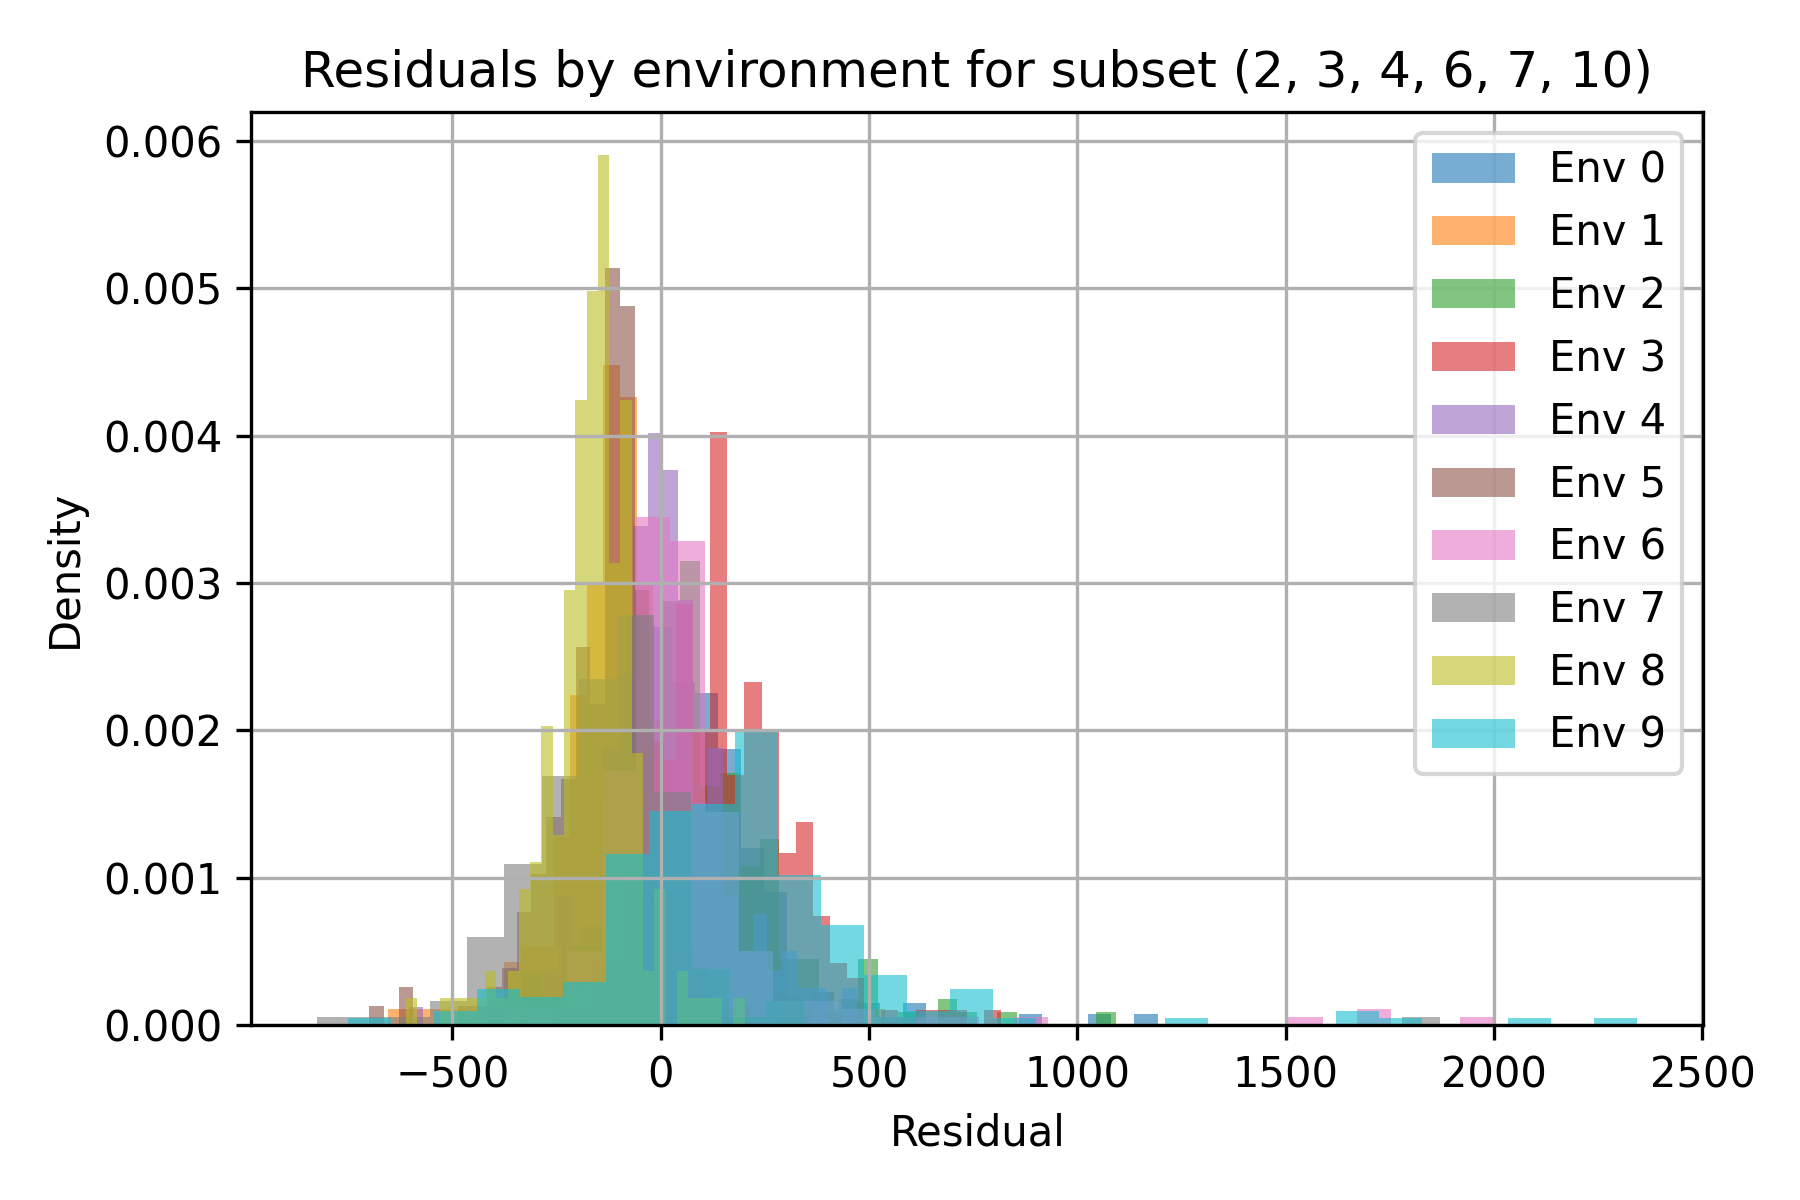 Residuals by environment for subset (2, 3, 4, 6, 7, 10)
0.006
0.005
0.004
0.003
0.002
0.001
0.000
Density
−500
0
500
1000
1500
2000
2500
Residual
Env 0
Env 1
Env 2
Env 3
Env 4
Env 5
Env 6
Env 7
Env 8
Env 9